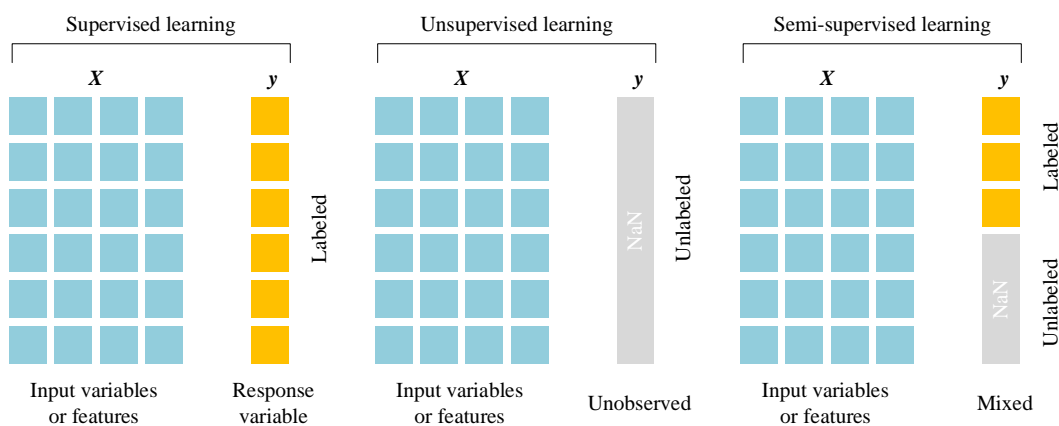 Supervised learning
X
y
Labeled
Input variables
or features
Response
variable
Unsupervised learning
X
y
NaN
Unlabeled
Input variables
or features
Unobserved
Semi-supervised learning
X
y
Labeled
NaN
Unlabeled
Input variables
or features
Mixed